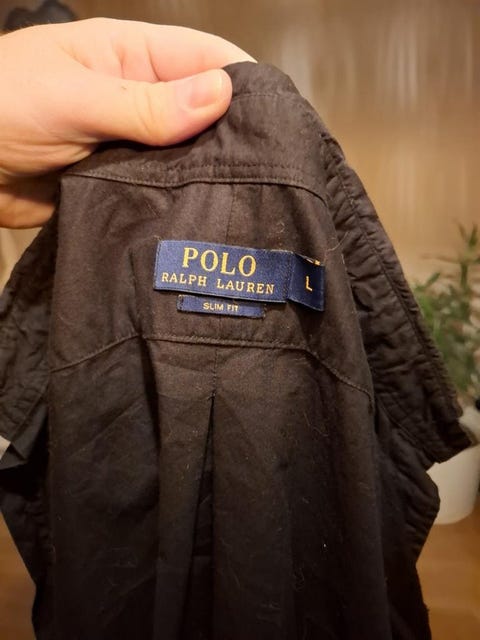 POLO
RALPH LAUREN
L
SLIM FIT